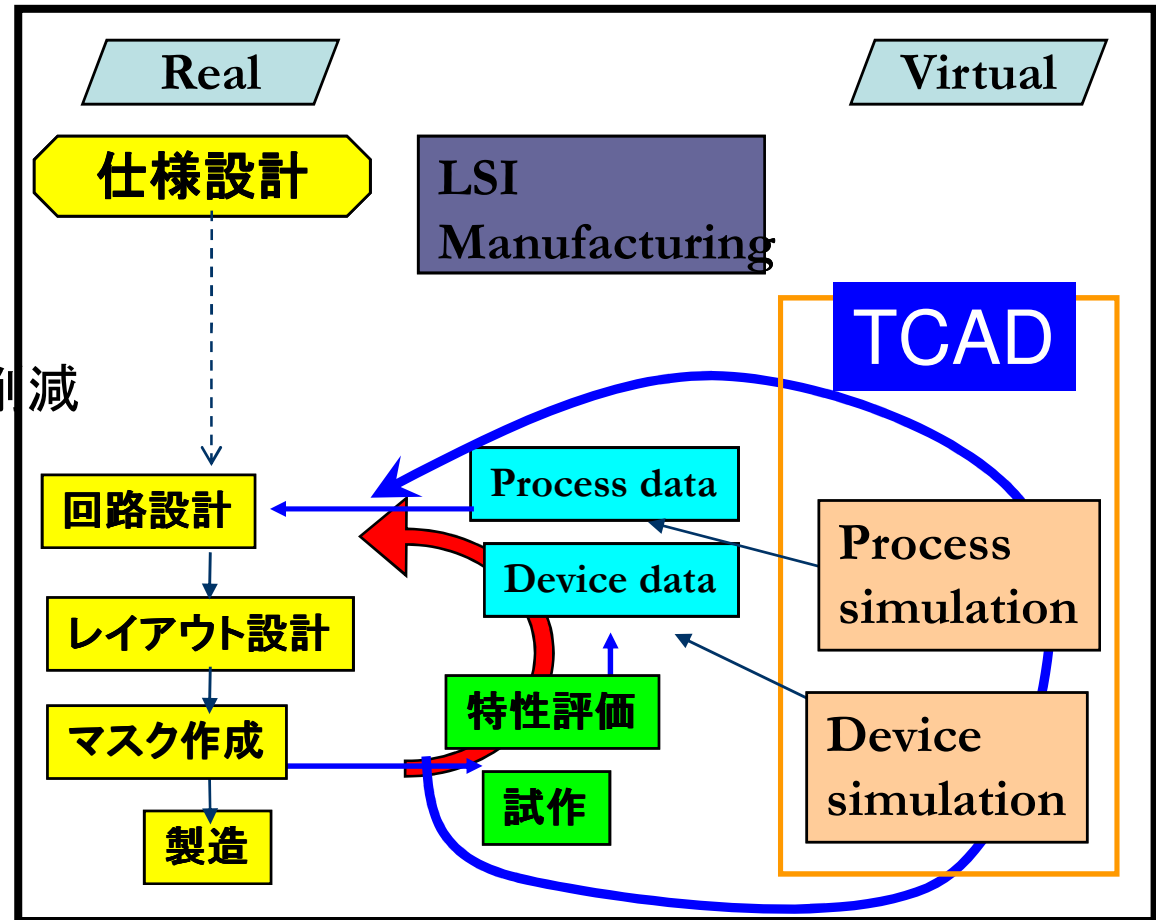 Real
Virtual
仕様設計
LSI
Manufacturing
TCAD
減
Process data
回路設計
Process
simulation
Device data
レイアウト設計
特性評価
マスク作成
Device
simulation
試作
製造